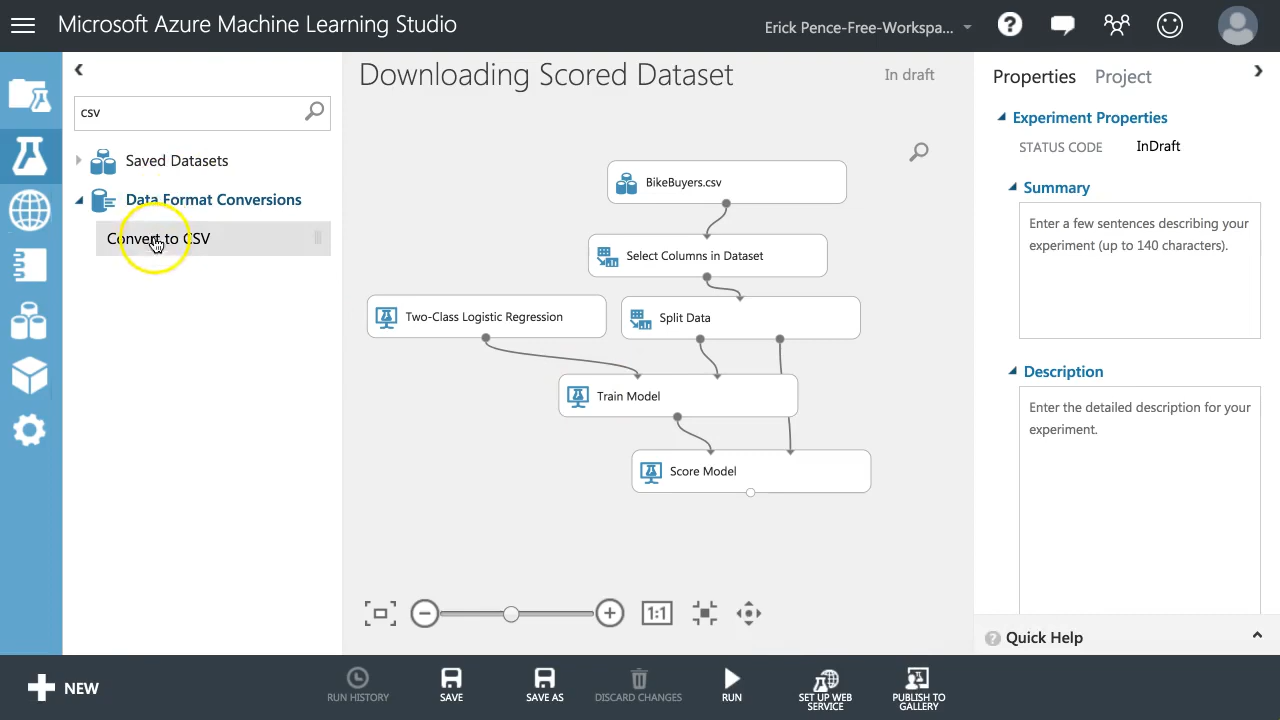 Microsoft Azure Machine Learning Studio
Erick Pence-Free-Workspa...
?
csv
Saved Datasets
Data Format Conversions
Convert to CSV
Downloading Scored Dataset
In draft
BikeBuyers.csv
Select Columns in Dataset
Two-Class Logistic Regression
Split Data
Train Model
Score Model
1:1
Properties
Project
Experiment Properties
STATUS CODE
InDraft
Summary
Enter a few sentences describing your
experiment (up to 140 characters).
Description
Enter the detailed description for your
experiment.
? Quick Help
NEW
RUN HISTORY
SAVE
SAVE AS
DISCARD CHANGES
RUN
SET UP WEB
SERVICE
PUBLISH TO
GALLERY